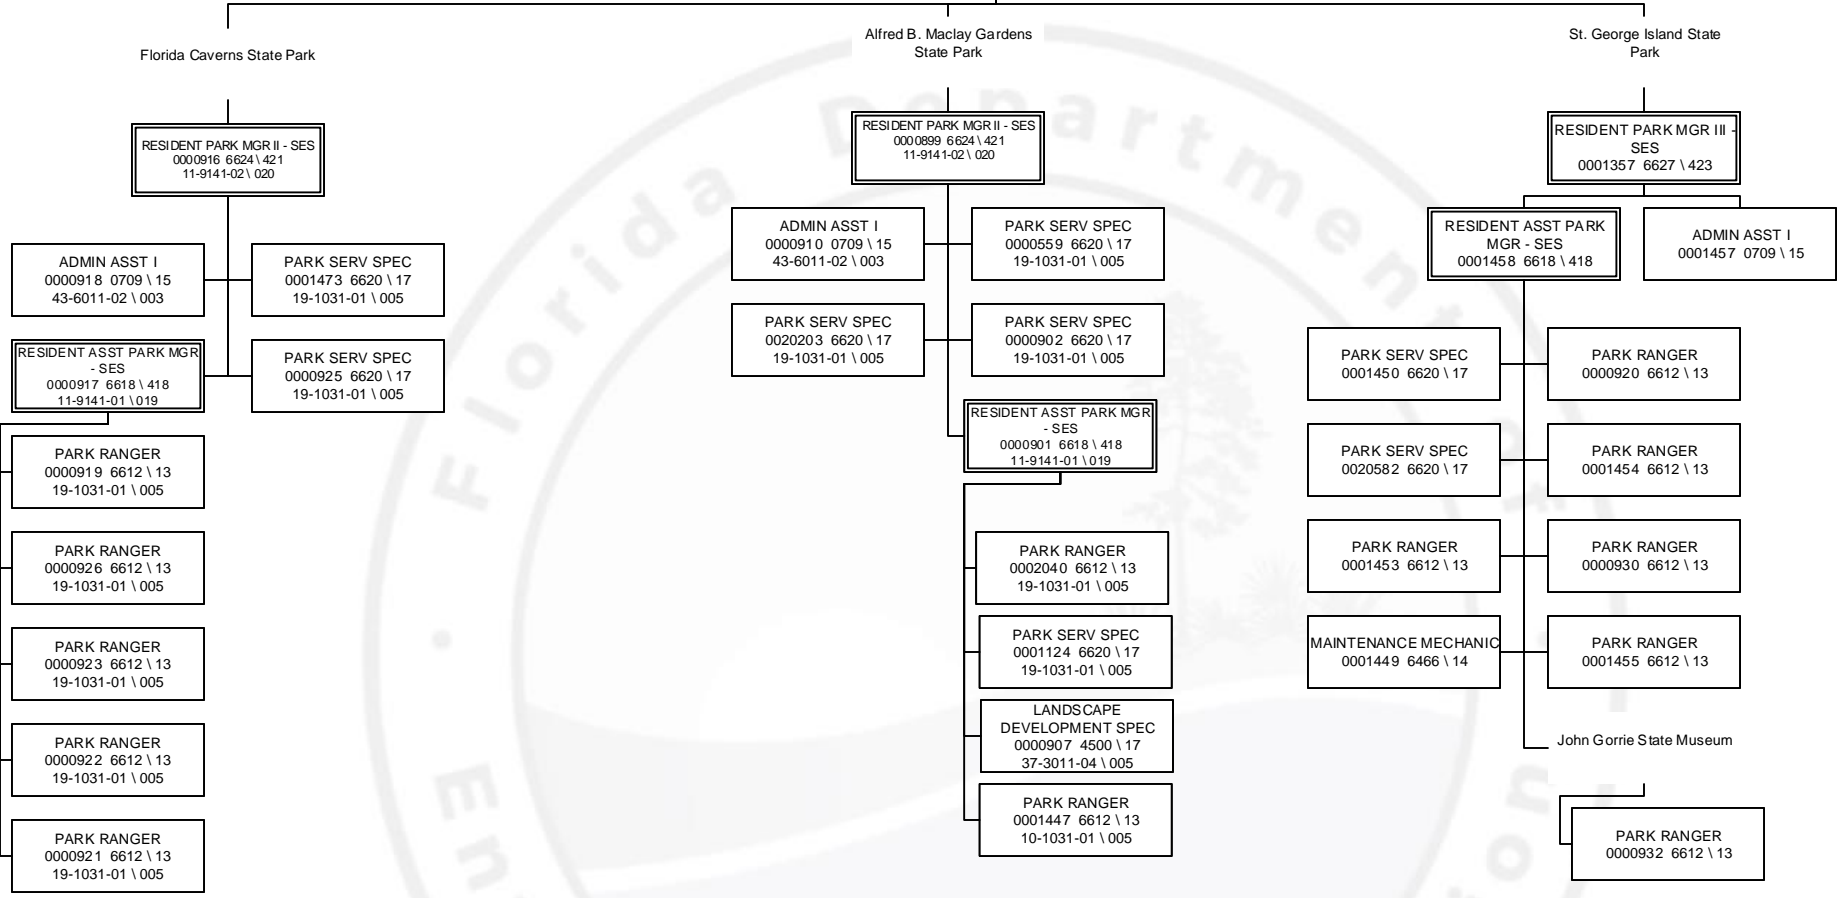 Florida Caverns State Park
RESIDENT PARK MGR II - SES
0000916 6624 \ 421
11-9141-02 \ 020
ADMIN ASST I
0000918 0709 \ 15
43-6011-02 \ 003
PARK SERV SPEC
0001473 6620 \ 17
19-1031-01 \ 005
RESIDENT ASST PARK MGR
- SES
0000917 6618 \ 418
11-9141-01 \ 019
PARK SERV SPEC
0000925 6620 \ 17
19-1031-01 \ 005
PARK RANGER
0000919 6612 \ 13
19-1031-01 \ 005
PARK RANGER
0000926 6612 \ 13
19-1031-01 \ 005
PARK RANGER
0000923 6612 \ 13
19-1031-01 \ 005
PARK RANGER
0000922 6612 \ 13
19-1031-01 \ 005
PARK RANGER
0000921 6612 \ 13
19-1031-01 \ 005
Alfred B. Maclay Gardens
State Park
RESIDENT PARK MGR II - SES
0000899 6624 \ 421
11-9141-02 \ 020
ADMIN ASST I
0000910 0709 \ 15
43-6011-02 \ 003
PARK SERV SPEC
0000559 6620 \ 17
19-1031-01 \ 005
PARK SERV SPEC
0020203 6620 \ 17
19-1031-01 \ 005
PARK SERV SPEC
0000902 6620 \ 17
19-1031-01 \ 005
RESIDENT ASST PARK MGR
- SES
0000901 6618 \ 418
11-9141-01 \ 019
PARK RANGER
0002040 6612 \ 13
19-1031-01 \ 005
PARK SERV SPEC
0001124 6620 \ 17
19-1031-01 \ 005
LANDSCAPE
DEVELOPMENT SPEC
0000907 4500 \ 17
37-3011-04 \ 005
PARK RANGER
0001447 6612 \ 13
10-1031-01 \ 005
St. George Island State
Park
RESIDENT PARK MGR III -
SES
0001357 6627 \ 423
RESIDENT ASST PARK
MGR - SES
0001458 6618 \ 418
ADMIN ASST I
0001457 0709 \ 15
PARK SERV SPEC
0001450 6620 \ 17
PARK RANGER
0000920 6612 \ 13
PARK SERV SPEC
0020582 6620 \ 17
PARK RANGER
0001454 6612 \ 13
PARK RANGER
0001453 6612 \ 13
PARK RANGER
0000930 6612 \ 13
MAINTENANCE MECHANIC
0001449 6466 \ 14
PARK RANGER
0001455 6612 \ 13
John Gorrie State Museum
PARK RANGER
0000932 6612 \ 13
Florida Department of